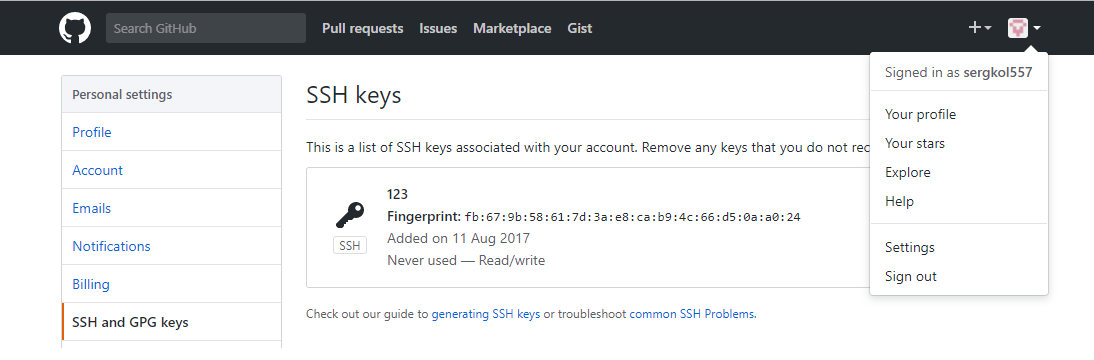 Search GitHub
Pull requests Issues Marketplace Gist
Signed in as sergkol557
Your profile
Your stars
Explore
Help
Settings
Sign out
Personal settings
Profile
Account
Emails
Notifications
Billing
SSH and GPG keys
SSH keys
This is a list of SSH keys associated with your account. Remove any keys that you do not
123
Fingerprint: fb:67:9b:58:61:7d:3a:e8:ca:b9:4c:66:d5:0a:a0:24
Added on 11 Aug 2017
Never used — Read/write
SSH
Check out our guide to generating SSH keys or troubleshoot common SSH Problems.